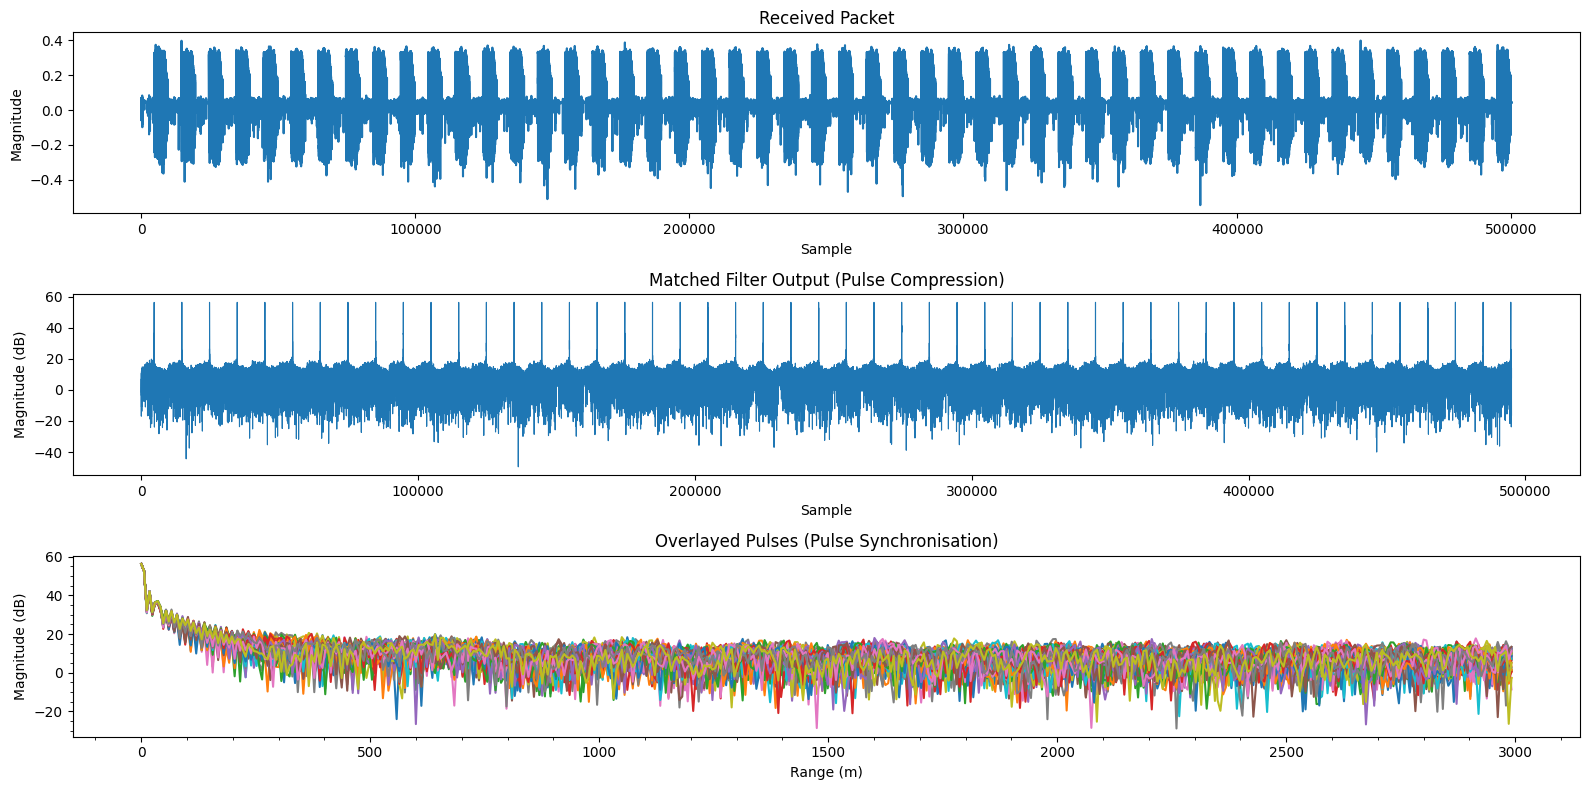 Received Packet
0.4
0.2
0.0
−0.2
−0.4
Magnitude
0 100000 200000 300000 400000 500000
Sample
Matched Filter Output (Pulse Compression)
60
40
20
0
−20
−40
Magnitude (dB)
0 100000 200000 300000 400000 500000
Sample
Overlayed Pulses (Pulse Synchronisation)
60
40
20
0
−20
Magnitude (dB)
0 500 1000 1500 2000 2500 3000
Range (m)